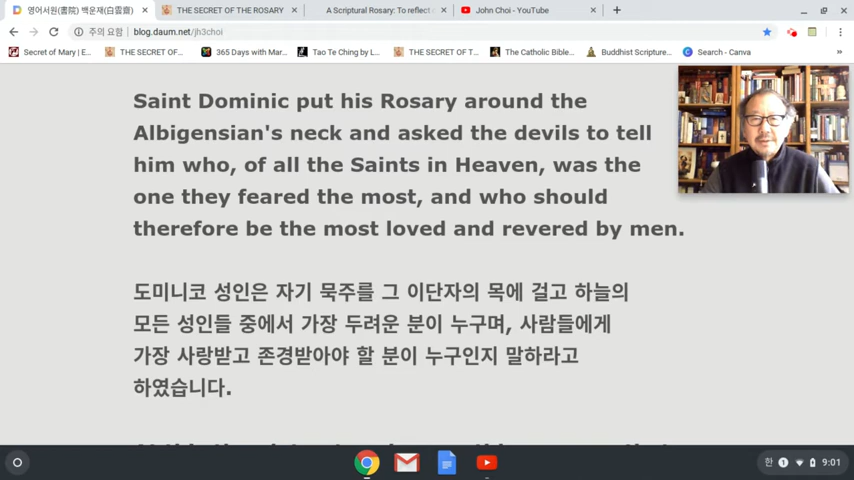 영어서원(書院) 백운재(白雲齋)
THE SECRET OF THE ROSARY
A Scriptural Rosary: To reflect
John Choi - YouTube
주의 요함
blog.daum.net/jh3choi
Secret of Mary | E..
THE SECRET OF...
365 Days with Mar...
Tao Te Ching by L...
THE SECRET OF T...
The Catholic Bible...
Buddhist Scripture...
Search - Canva
»
Saint Dominic put his Rosary around the
Albigensian's neck and asked the devils to tell
him who, of all the Saints in Heaven, was the
one they feared the most, and who should
therefore be the most loved and revered by men.
도미니코 성인은 자기 묵주를 그 이단자의 목에 걸고 하늘의
모든 성인들 중에서 가장 두려운 분이 누구며, 사람들에게
가장 사랑받고 존경받아야 할 분이 누구인지 말하라고
하였습니다.
한 1 9:01